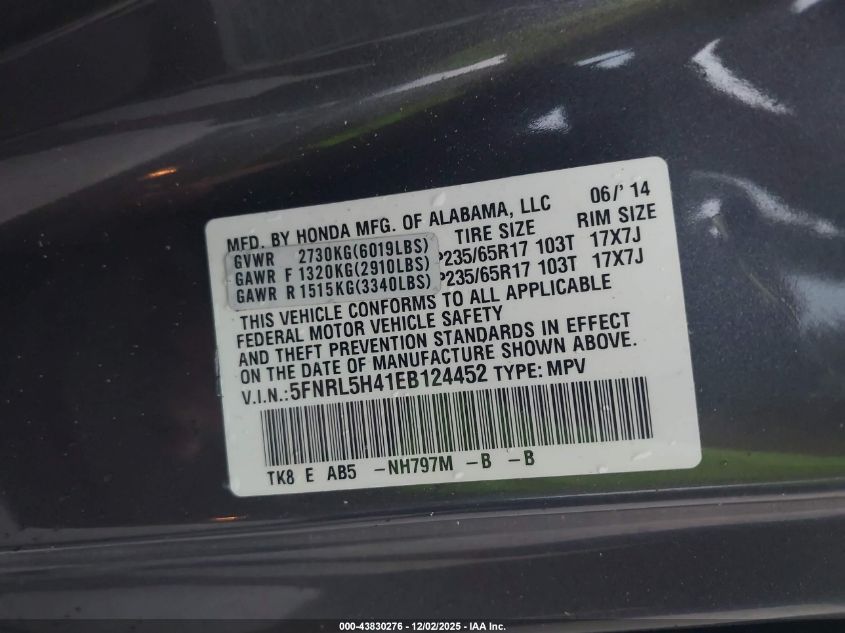 MFD. BY HONDA MFG. OF ALABAMA, LLC 06/' 14
TIRE SIZE RIM SIZE
GVWR 2730KG(6019LBS)
GAWR F 1320KG(2910LBS) P235/65R17 103T 17X7J
GAWR R 1515KG(3340LBS) P235/65R17 103T 17X7J
THIS VEHICLE CONFORMS TO ALL APPLICABLE
FEDERAL MOTOR VEHICLE SAFETY
AND THEFT PREVENTION STANDARDS IN EFFECT
ON THE DATE OF MANUFACTURE SHOWN ABOVE.
V.I.N.:5FNRL5H41EB124452 TYPE: MPV
TK8 E AB5 -NH797M -B -B
000-43830276 - 12/02/2025 - IAA Inc.